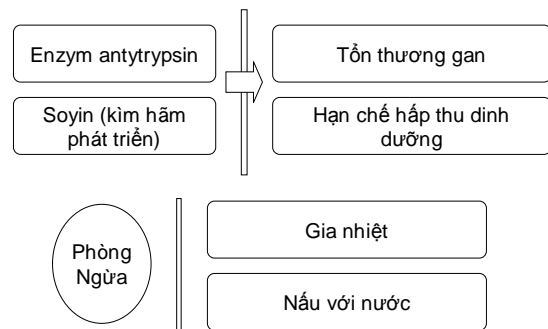 Enzym antytrypsin
Soyin (kìm hãm
phát triển)
Tổn thương gan
Hạn chế hấp thu dinh
dưỡng
Phòng
Ngừa
Gia nhiệt
Nấu với nước